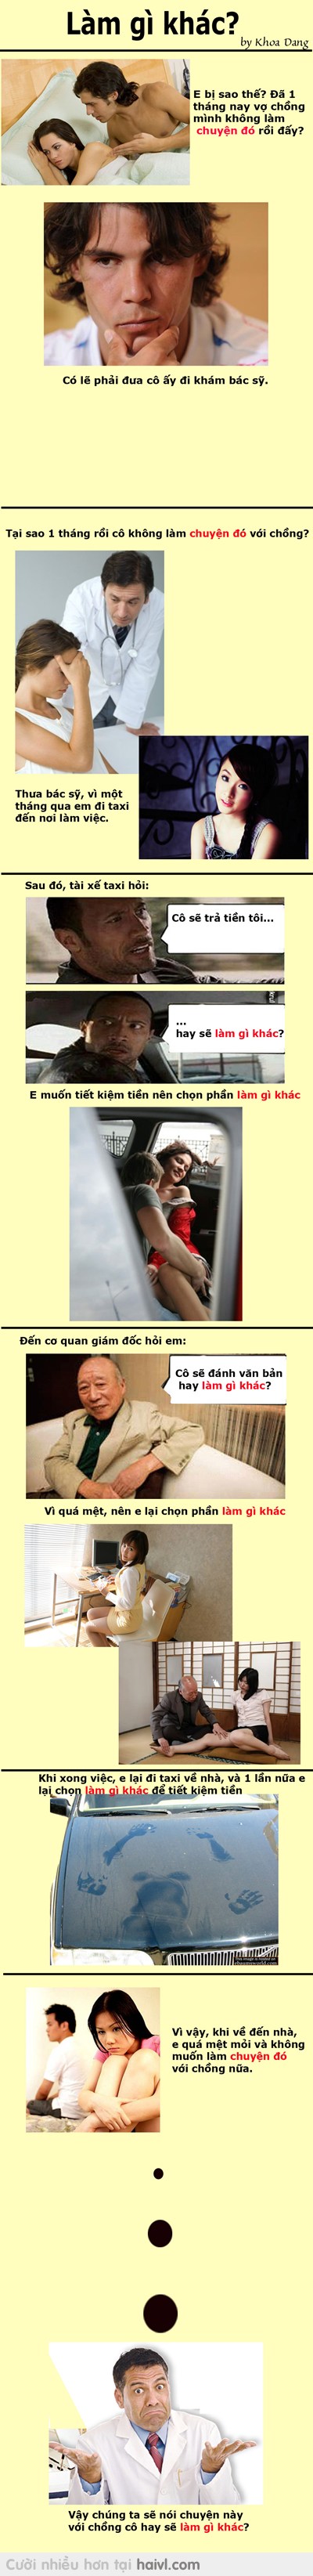 Làm gì khác?
by Khoa Dang
E bị sao thế? Đã 1
tháng nay vợ chồng
mình không làm
chuyện đó rồi đấy?
Có lẽ phải đưa cô ấy đi khám bác sỹ.
Tại sao 1 tháng rồi cô không làm chuyện đó với chồng?
Thưa bác sỹ, vì một
tháng qua em đi taxi
đến nơi làm việc.
Sau đó, tài xế taxi hỏi:
Cô sẽ trả tiền tôi...
...
hay sẽ làm gì khác?
E muốn tiết kiệm tiền nên chọn phần làm gì khác
Đến cơ quan giám đốc hỏi em:
Cô sẽ đánh văn bản
hay làm gì khác?
Vì quá mệt, nên e lại chọn phần làm gì khác
Khi xong việc, e lại đi taxi về nhà, và 1 lần nữa e
lại chọn làm gì khác để tiết kiệm tiền
Vì vậy, khi về đến nhà,
e quá mệt mỏi và không
muốn làm chuyện đó
với chồng nữa.
Vậy chúng ta sẽ nói chuyện này
với chồng cô hay sẽ làm gì khác?
Cười nhiều hơn tại haivl.com